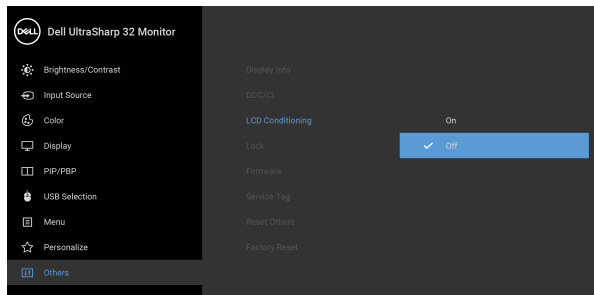 DELL Dell UltraSharp 32 Monitor
Brightness/Contrast
Display Info
Input Source
DDC/CI
Color
LCD Conditioning
On
Display
Lock
Off
PIP/PBP
Firmware
USB Selection
Service Tag
Menu
Reset Others
Personalize
Factory Reset
Others